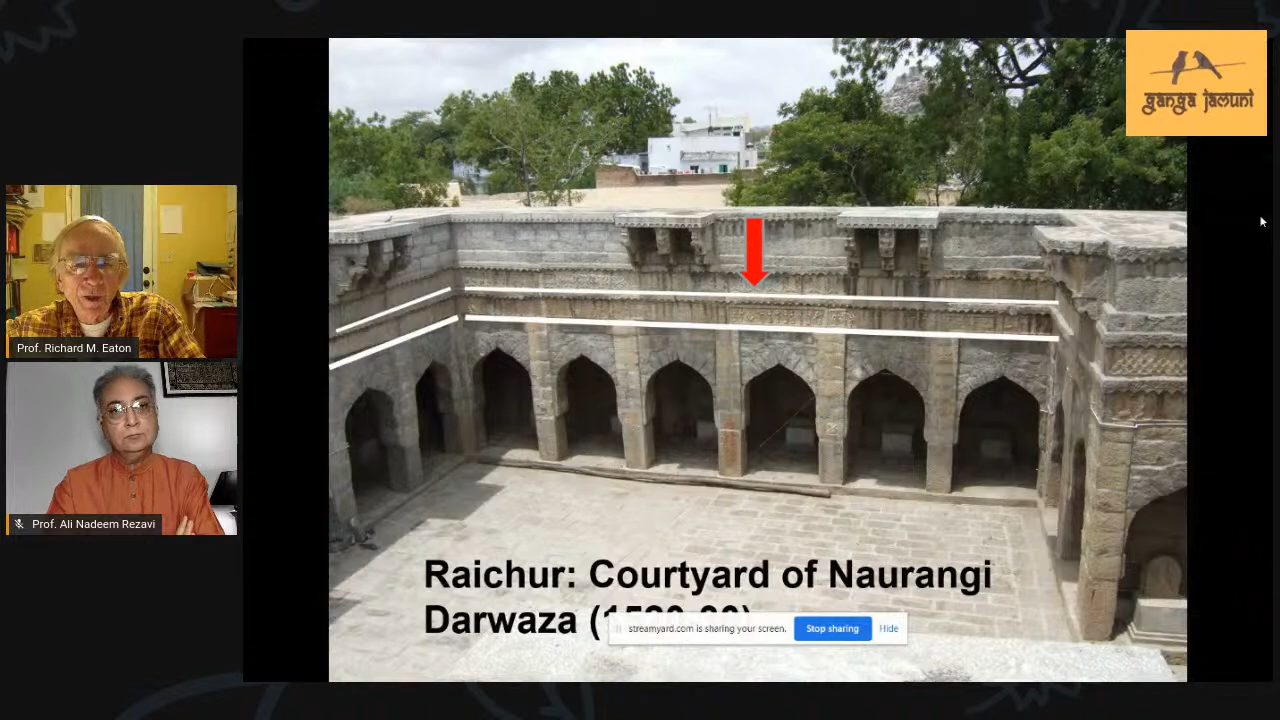 ganga jamuni
Prof. Richard M. Eaton
Prof. Ali Nadeem Rezavi
Raichur: Courtyard of Naurangi
Darwaza
streamyard.com is sharing your screen. Stop sharing Hide